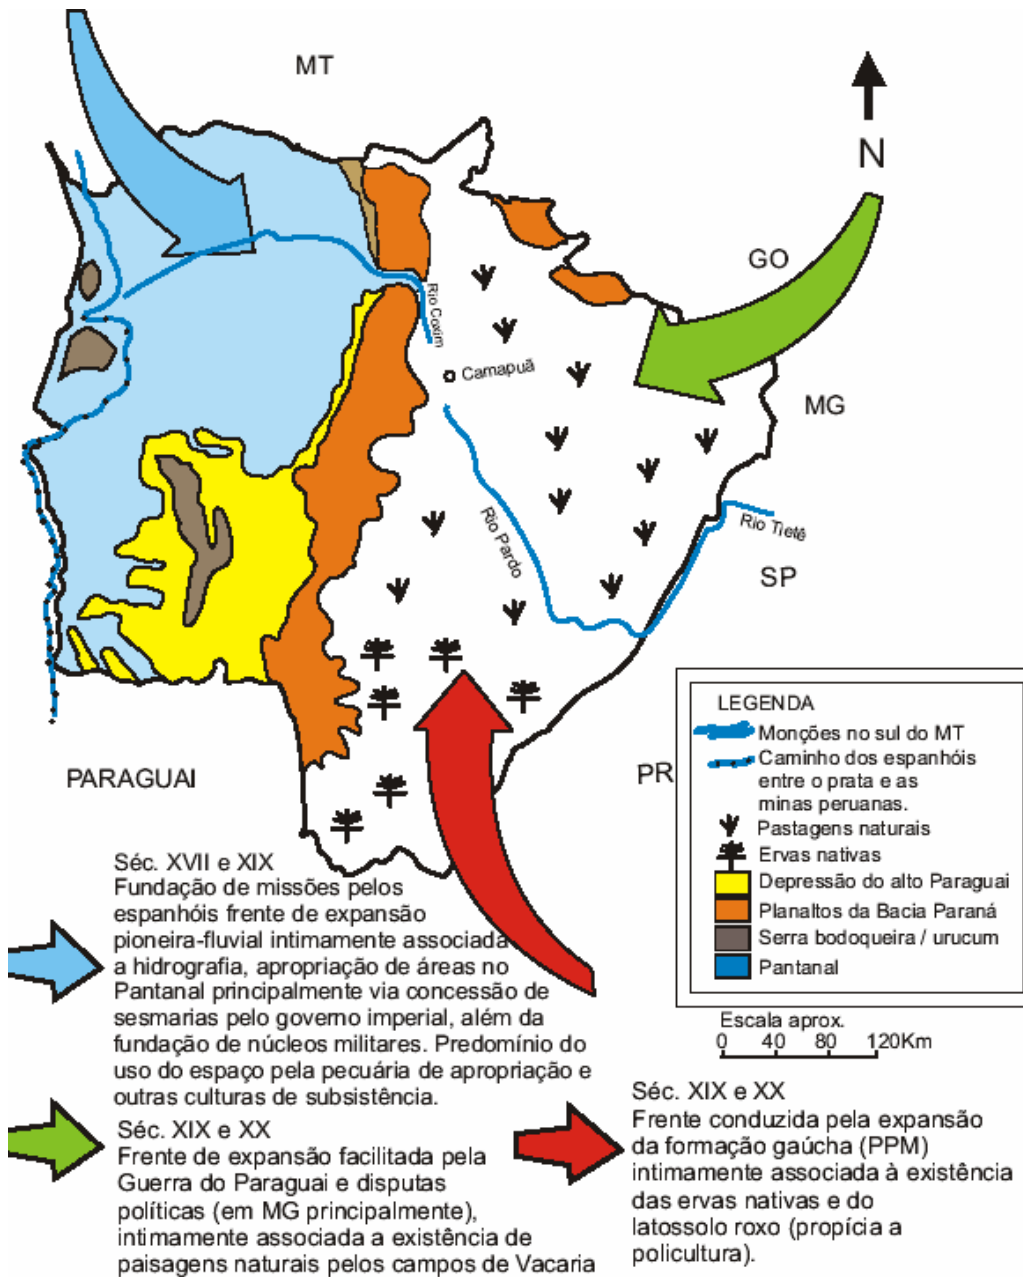 MT
N
GO
Rio Coxim
Camapuã
MG
Rio Pardo
Rio Tietê
SP
PARAGUAI
PR
LEGENDA
Monções no sul do MT
Caminho dos espanhóis
entre o prata e as
minas peruanas.
Pastagens naturais
Ervas nativas
Depressão do alto Paraguai
Planaltos da Bacia Paraná
Serra bodoqueira / urucum
Pantanal
Escala aprox.
0 40 80 120Km
Séc. XVII e XIX
Fundação de missões pelos
espanhóis frente de expansão
pioneira-fluvial intimamente associada
a hidrografia, apropriação de áreas no
Pantanal principalmente via concessão de
sesmarias pelo governo imperial, além da
fundação de núcleos militares. Predomínio do
uso do espaço pela pecuária de apropriação e
outras culturas de subsistência.
Séc. XIX e XX
Frente de expansão facilitada pela
Guerra do Paraguai e disputas
políticas (em MG principalmente),
intimamente associada a existência de
paisagens naturais pelos campos de Vacaria
Séc. XIX e XX
Frente conduzida pela expansão
da formação gaúcha (PPM)
intimamente associada à existência
das ervas nativas e do
latossolo roxo (propícia a
policultura).